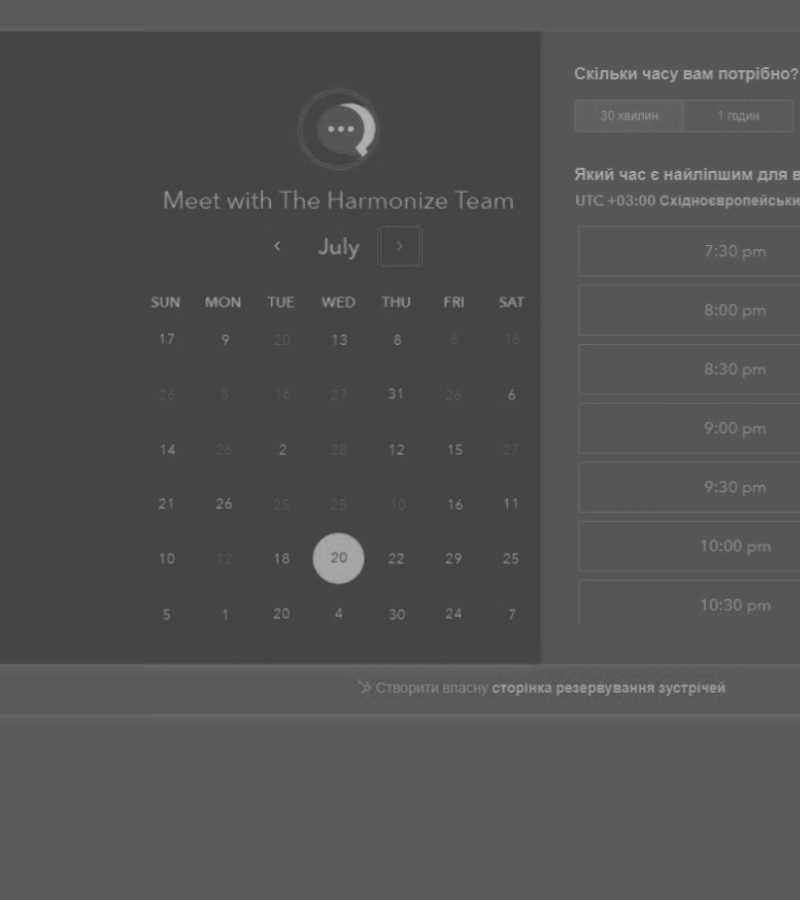 Meet with The Harmonize Team
July
SUN MON TUE WED THU FRI SAT
17 9 20 13 8 8 16
26 8 16 27 31 26 6
14 26 2 28 12 15 27
21 26 25 25 10 16 11
10 12 18 20 22 29 25
5 1 20 4 30 24 7
Скільки часу вам потрібно?
30 хвилин 1 годин
Який час є найліпшим для в
UTC +03:00 Східноєвропейськи
7:30 pm
8:00 pm
8:30 pm
9:00 pm
9:30 pm
10:00 pm
10:30 pm
Створити власну сторінка резервування зустрічей